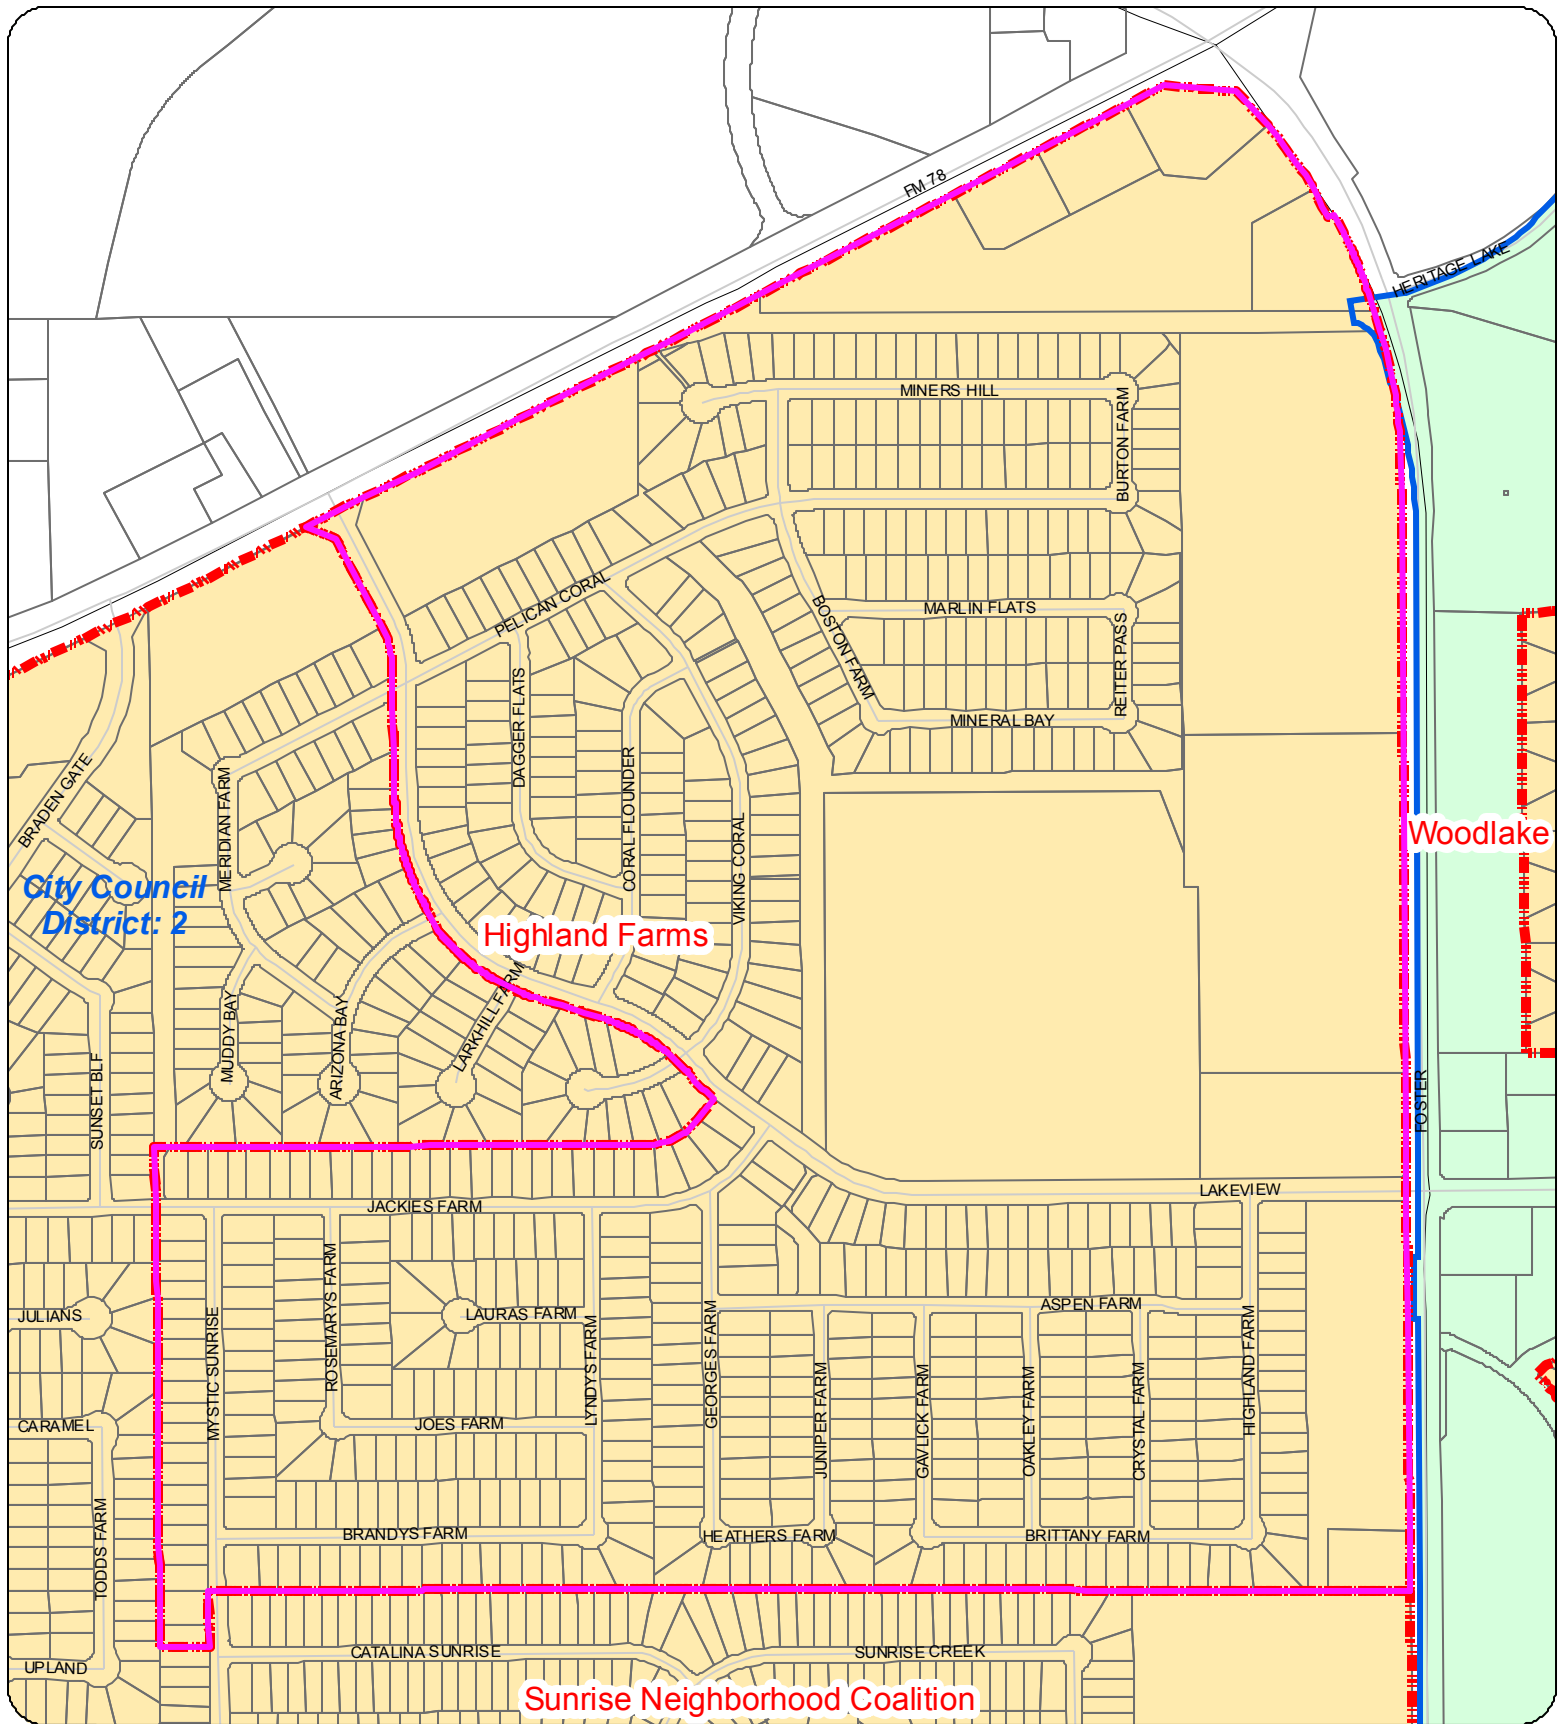 FM 78
HERITAGE LAKE
MINERS HILL
BURTON FARM
PELICAN CORAL
BOSTON FARM
MARLIN FLATS
REITER PASS
DAGGER FLATS
MINERAL BAY
CORAL FLOUNDER
BRADEN GATE
MERIDIAN FARM
VIKING CORAL
Woodlake
City Council
District: 2
Highland Farms
MUDDY BAY
ARIZONA BAY
LARKHILL FARM
SUNSET BLF
FOSTER
LAKEVIEW
JACKIES FARM
ROSEMARYS FARM
JULIANS
LAURAS FARM
ASPEN FARM
MYSTIC SUNRISE
LYNDYS FARM
GEORGES FARM
JUNIPER FARM
GAVLICK FARM
OAKLEY FARM
CRYSTAL FARM
HIGHLAND FARM
CARAMEL
JOES FARM
TODDS FARM
BRANDYS FARM
HEATHERS FARM
BRITTANY FARM
UPLAND
CATALINA SUNRISE
SUNRISE CREEK
Sunrise Neighborhood Coalition